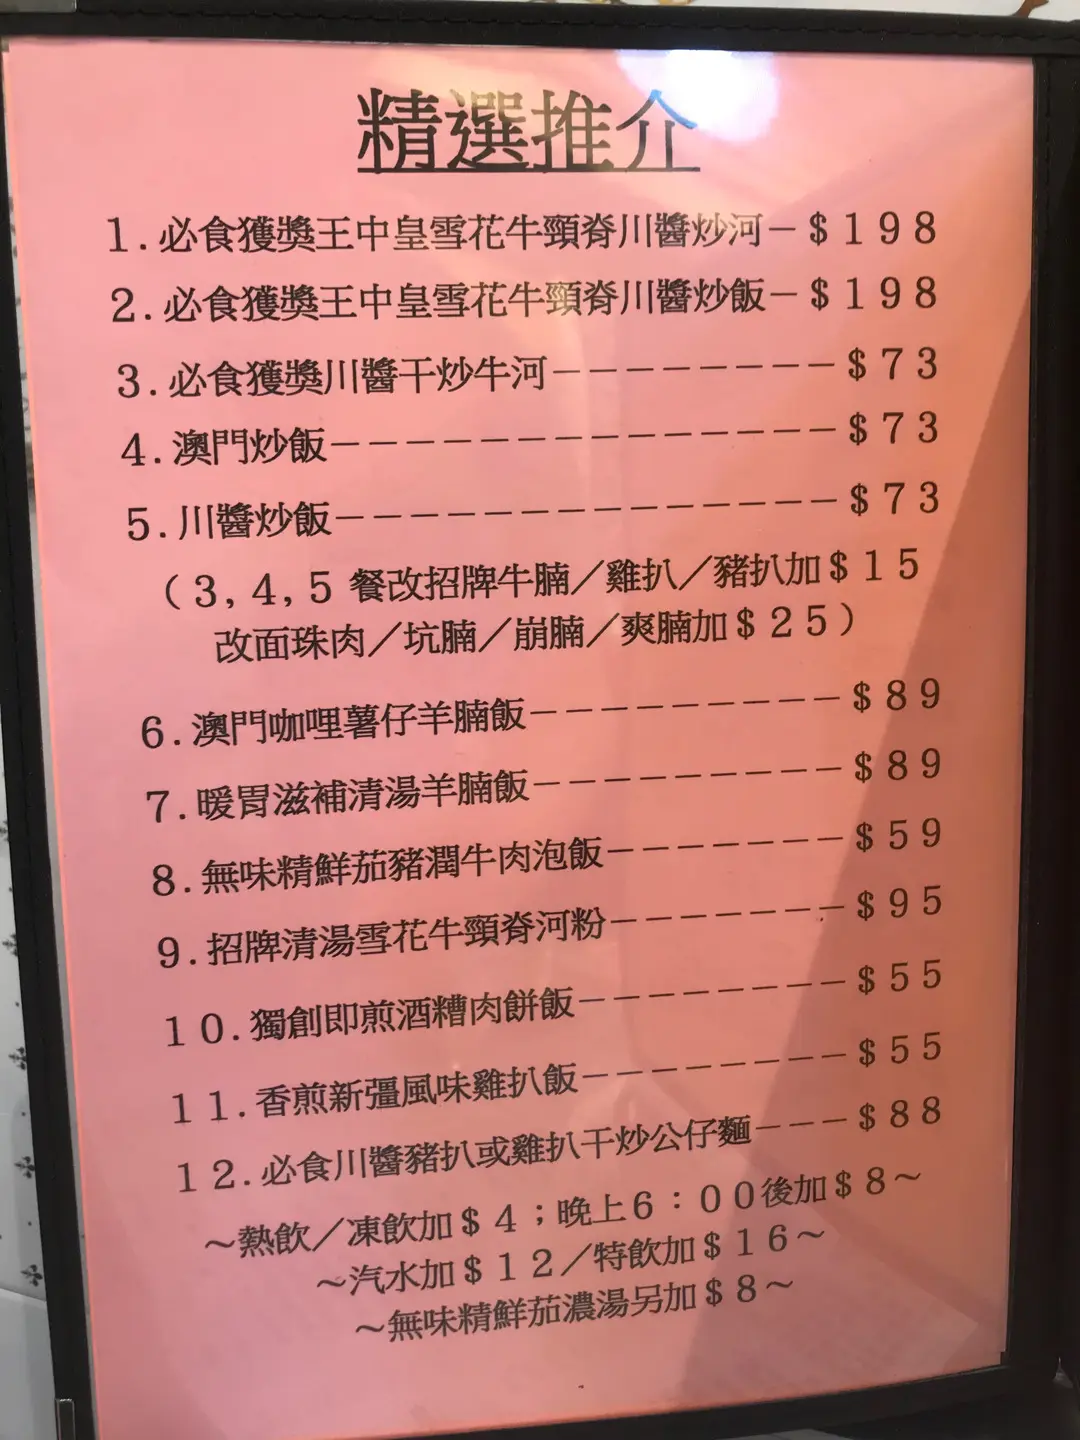 精選推介
1.必食獲獎王中皇雪花牛頸脊川醬炒河－$198
2.必食獲獎王中皇雪花牛頸脊川醬炒飯－$198
3.必食獲獎川醬干炒牛河－－－－－－－－$73
4.澳門炒飯－－－－－－－－－－－－－－$73
5.川醬炒飯－－－－－－－－－－－－－－$73
（3,4,5 餐改招牌牛腩／雞扒／豬扒加$15
改面珠肉／坑腩／崩腩／爽腩加$25）
6.澳門咖哩薯仔羊腩飯－－－－－－－－－$89
7.暖胃滋補清湯羊腩飯－－－－－－－－－$89
8.無味精鮮茄豬潤牛肉泡飯－－－－－－－$59
9.招牌清湯雪花牛頸脊河粉－－－－－－－$95
10.獨創即煎酒糟肉餅飯－－－－－－－－$55
11.香煎新彊風味雞扒飯－－－－－－－－$55
12.必食川醬豬扒或雞扒干炒公仔麵－－－$88
～熱飲／凍飲加$4；晚上6：00後加$8～
～汽水加$12／特飲加$16～
～無味精鮮茄濃湯另加$8～